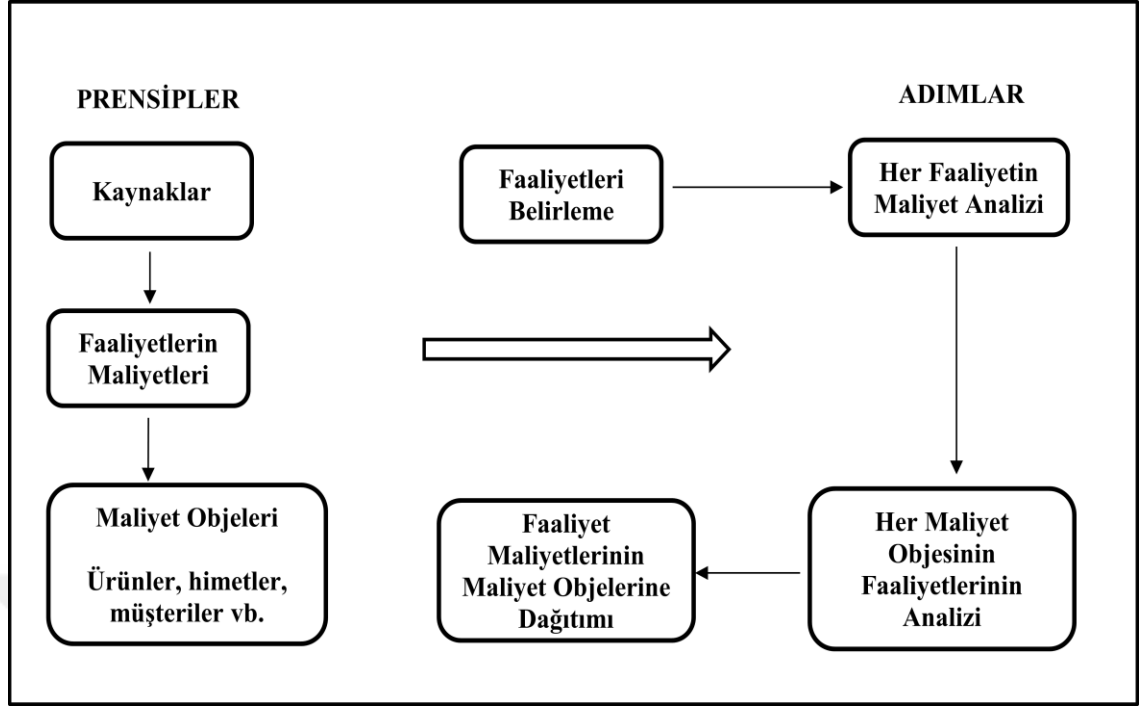 PRENSİPLER
Kaynaklar
Faaliyetlerin
Maliyetleri
Maliyet Objeleri
Ürünler, himetler,
müşteriler vb.
ADIMLAR
Faaliyetleri
Belirleme
Her Faaliyetin
Maliyet Analizi
Her Maliyet
Objesinin
Faaliyetlerinin
Analizi
Faaliyet
Maliyetlerinin
Maliyet Objelerine
Dağıtımı